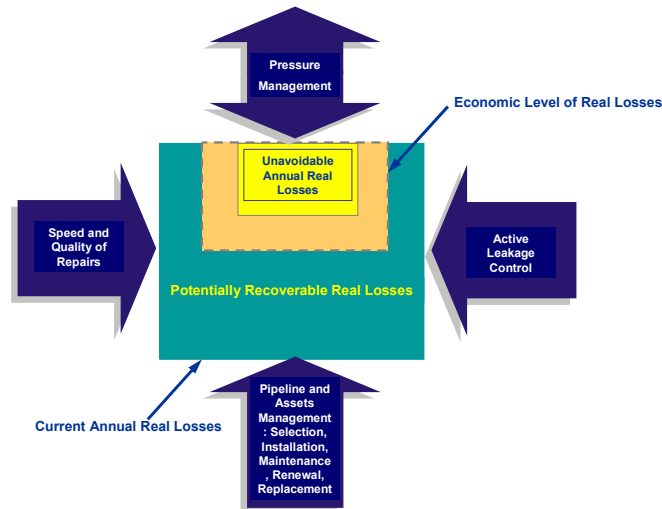 Pressure
Management
Economic Level of Real Losses
Unavoidable
Annual Real
Losses
Speed and
Quality of
Repairs
Active
Leakage
Control
Potentially Recoverable Real Losses
Current Annual Real Losses
Pipeline and
Assets
Management
: Selection,
Installation,
Maintenance
, Renewal,
Replacement